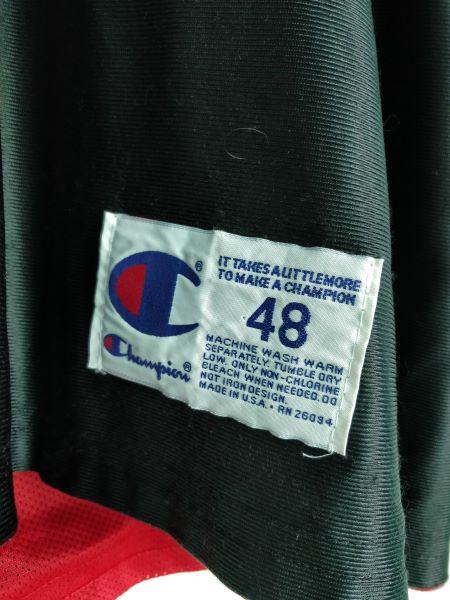 ®
IT TAKES A LITTLE MORE
TO MAKE A CHAMPION
48
Champion ®
MACHINE WASH WARM
SEPARATELY. TUMBLE DRY
LOW. ONLY NON-CHLORINE
BLEACH WHEN NEEDED. DO
NOT IRON DESIGN.
MADE IN U.S.A. • RN 26094